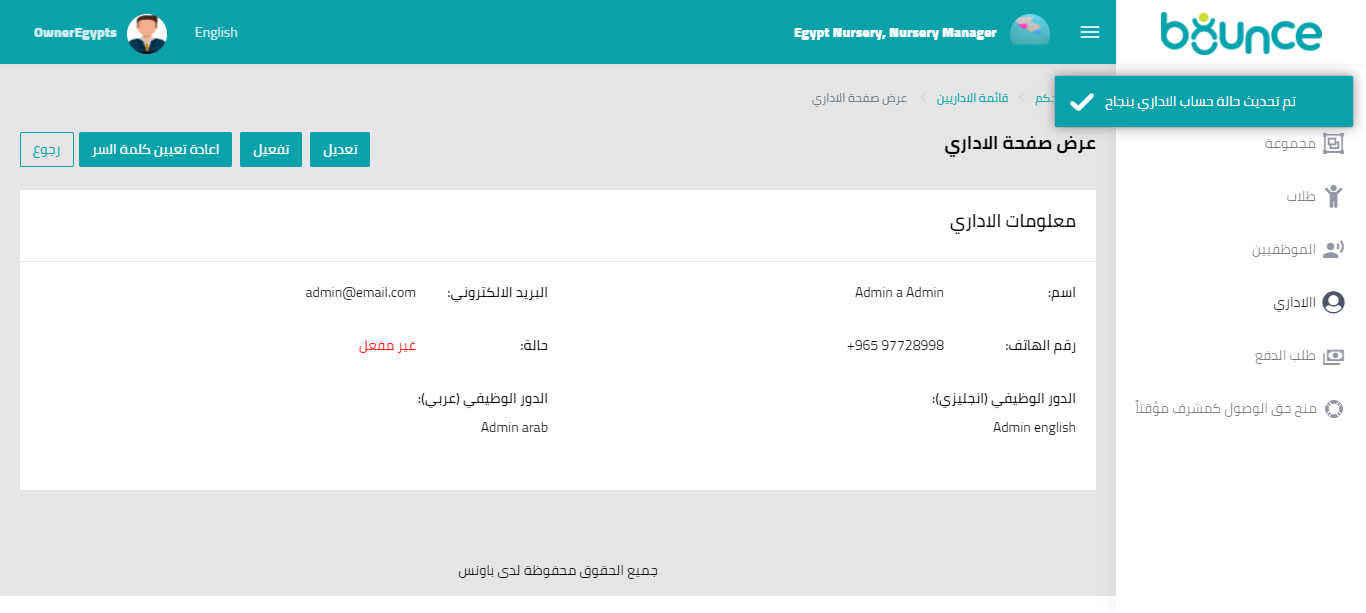 bounce
Egypt Nursery, Nursery Manager
English
OwnerEgypts
تم تحديث حالة حساب الاداري بنجاح
قائمة الاداريين
عرض صفحة الاداري
عرض صفحة الاداري
تعديل
تفعيل
اعادة تعيين كلمة السر
رجوع
مجموعة
طلاب
الموظفيين
االاداري
طلب الدفع
منح حق الوصول كمشرف مؤقتاً
معلومات الاداري
اسم: Admin a Admin
البريد الالكتروني: admin@email.com
رقم الهاتف: +965 97728998
حالة: غير مفعل
الدور الوظيفي (انجليزي):
Admin english
الدور الوظيفي (عربي):
Admin arab
جميع الحقوق محفوظة لدى باونس